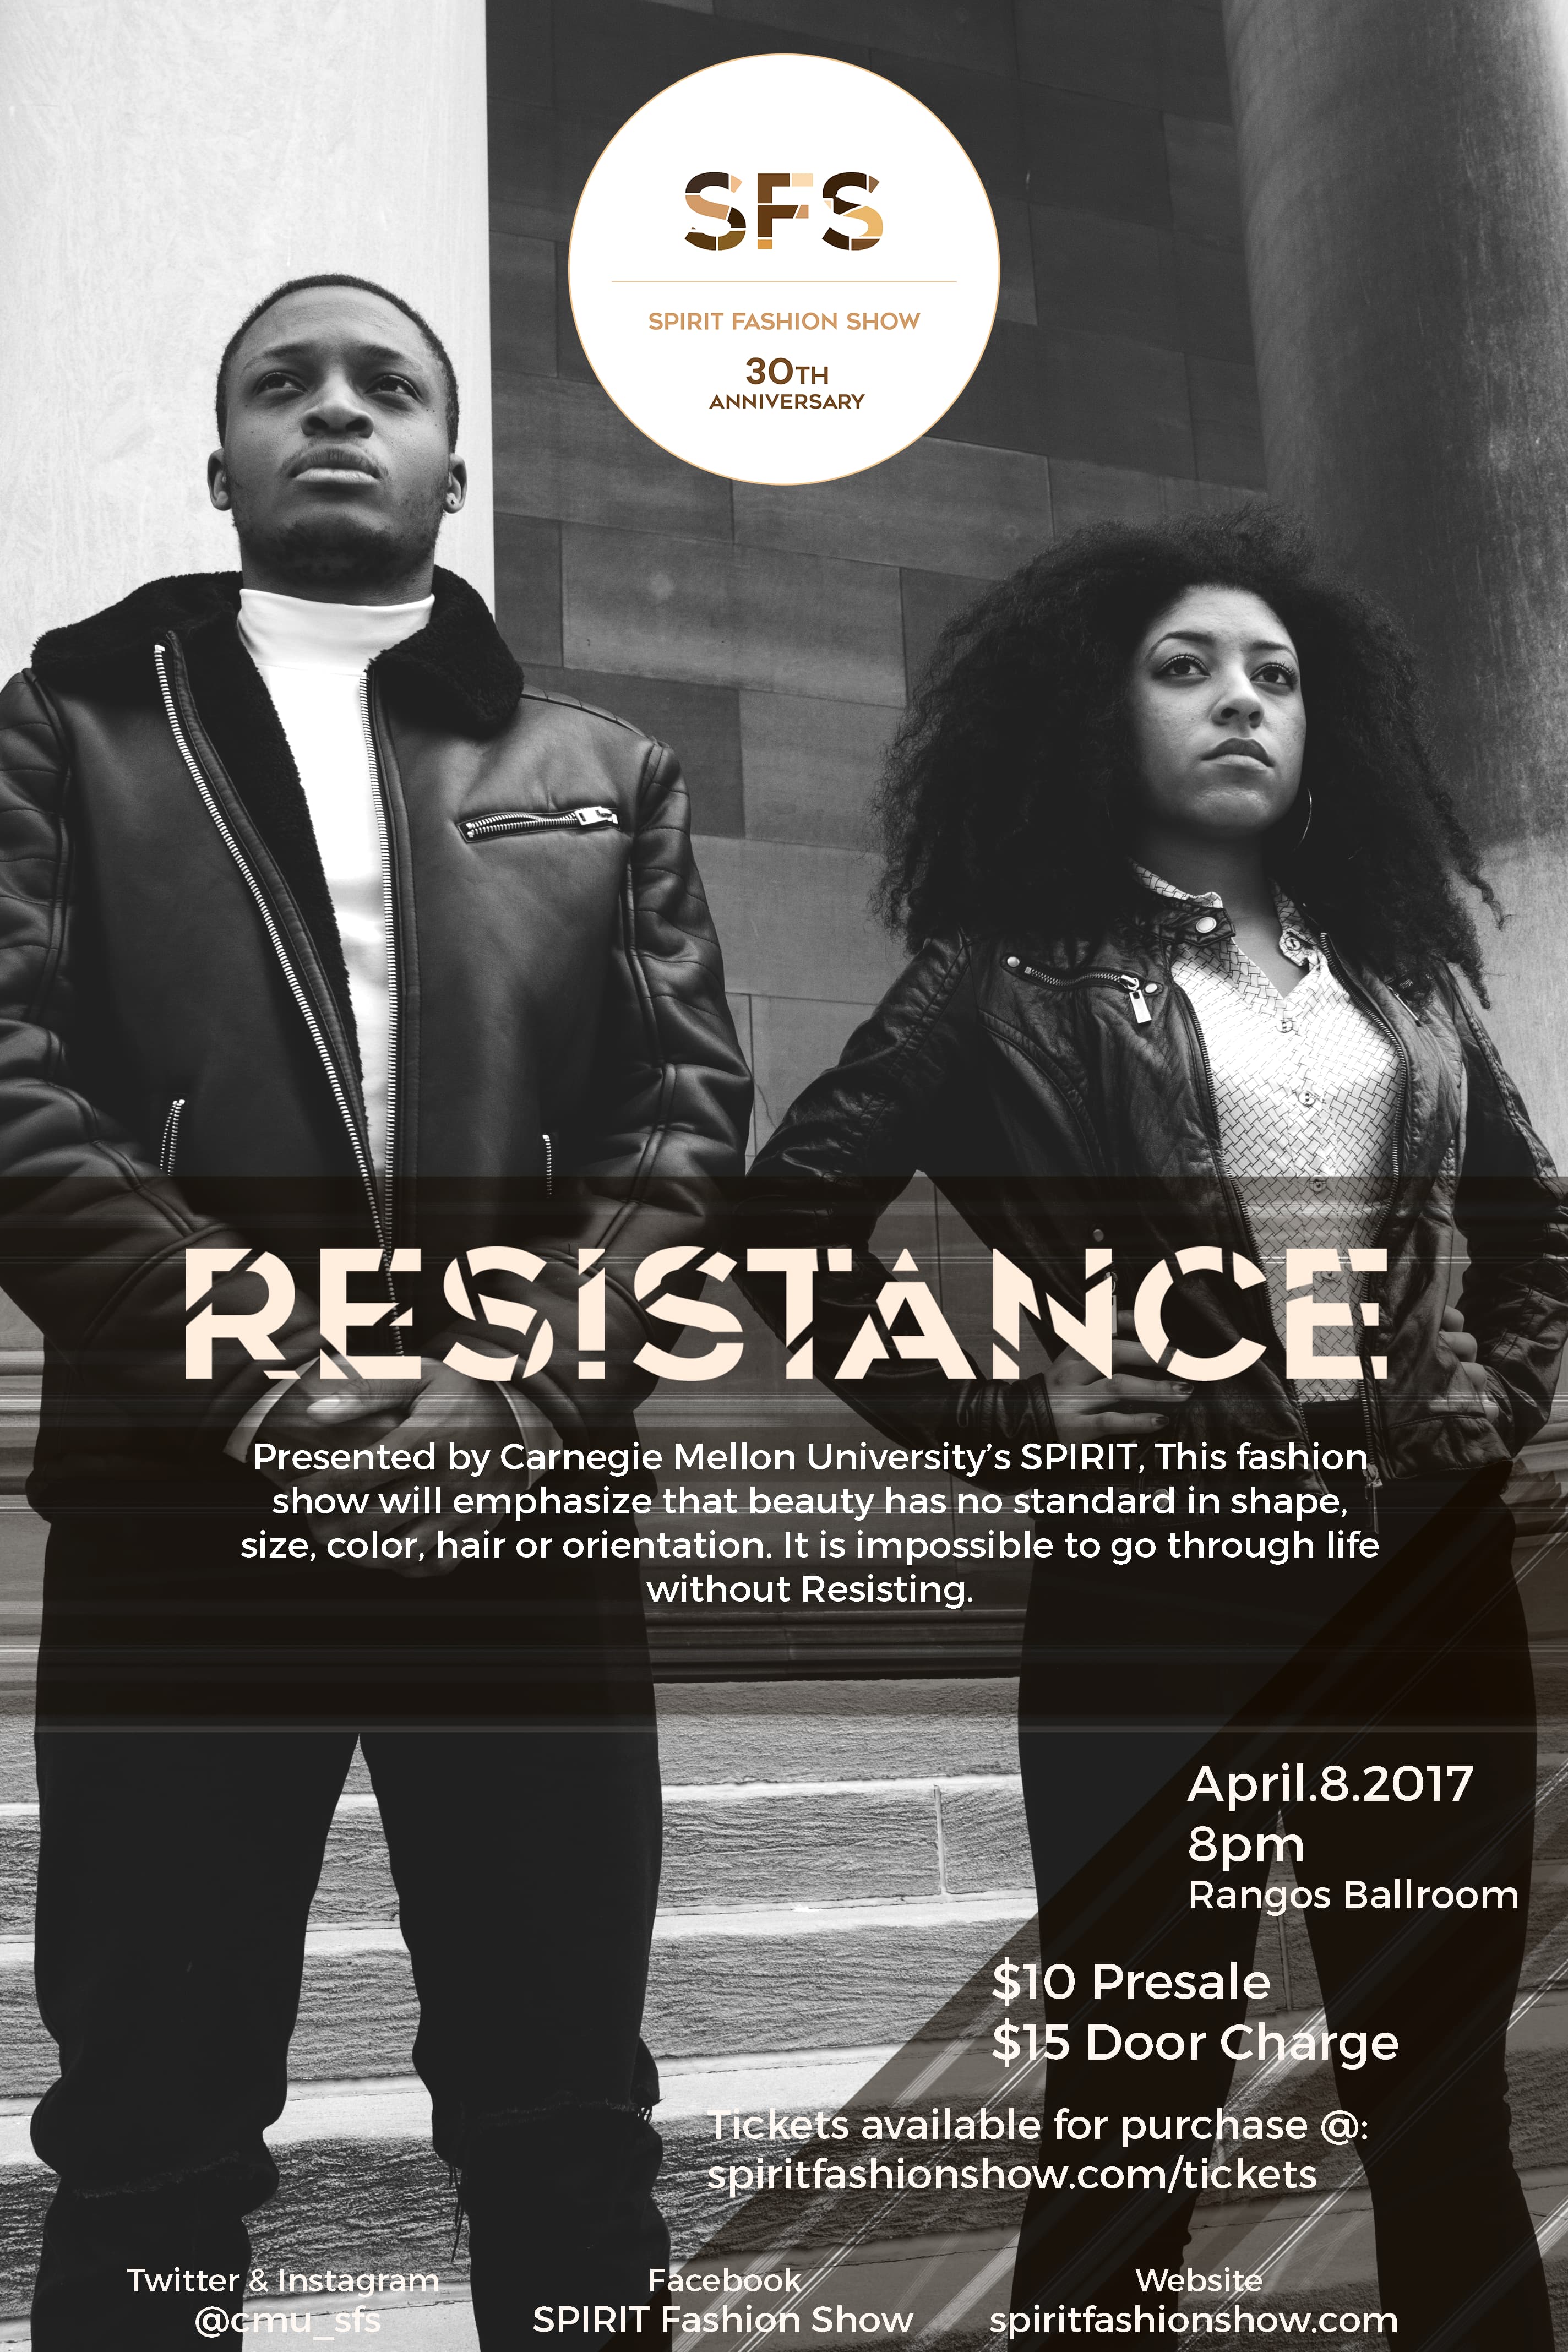 SFS
SPIRIT FASHION SHOW
30TH
ANNIVERSARY
RESISTANCE
Presented by Carnegie Mellon University's SPIRIT, This fashion
show will emphasize that beauty has no standard in shape,
size, color, hair or orientation. It is impossible to go through life
without Resisting.
April.8.2017
8pm
Rangos Ballroom
$10 Presale
$15 Door Charge
Tickets available for purchase @:
spiritfashionshow.com/tickets
Twitter & Instagram
@cmu_sfs
Facebook
SPIRIT Fashion Show
Website
spiritfashionshow.com